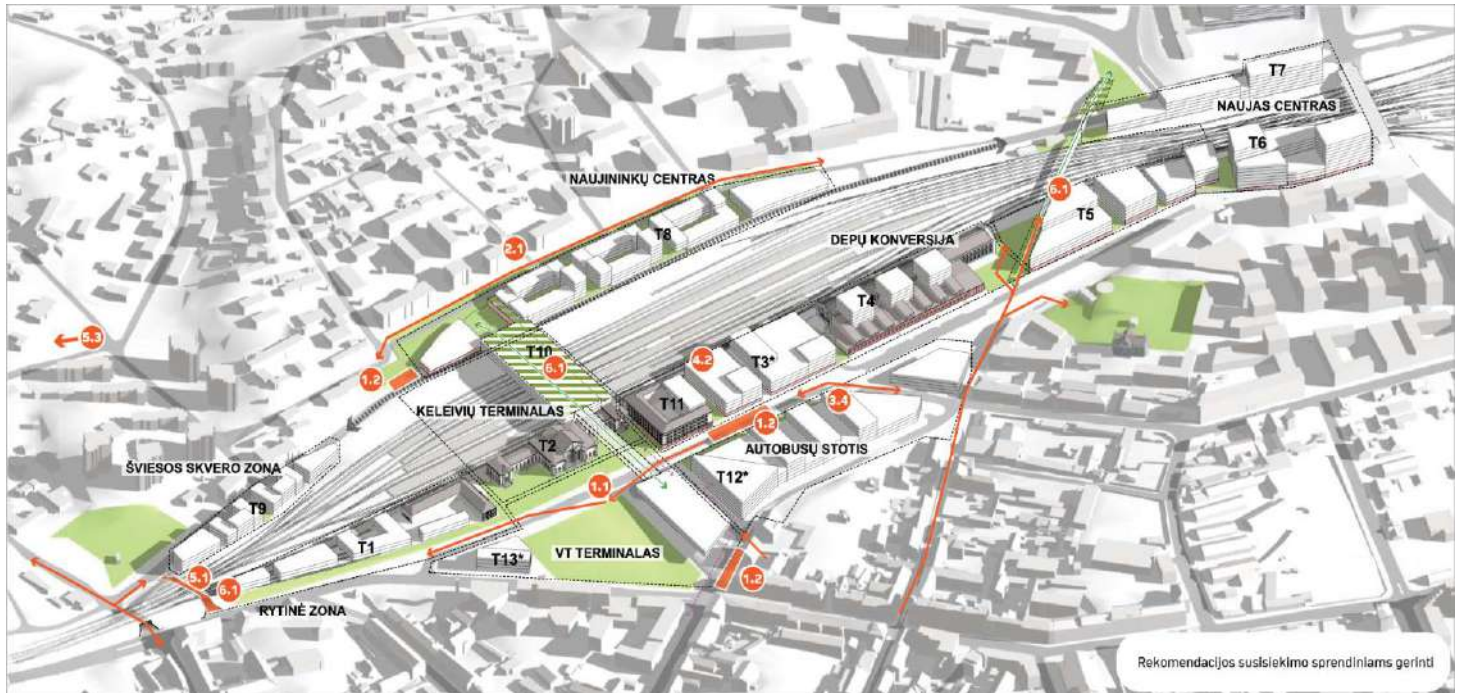 T7
NAUJAS CENTRAS
T6
NAUJININKŲ CENTRAS
6.1
T5
T8
2.1
DEPŲ KONVERSIJA
T4
5.3
T10
6.1
4.2
T3*
1.2
KELEIVIŲ TERMINALAS
T11
3.4
1.2
T2
AUTOBUSŲ STOTIS
ŠVIESOS SKVERO ZONA
T12*
1.1
T9
T1
VT TERMINALAS
T13*
5.1
6.1
1.2
RYTINĖ ZONA
Rekomendacijos susisiekimo sprendiniams gerinti